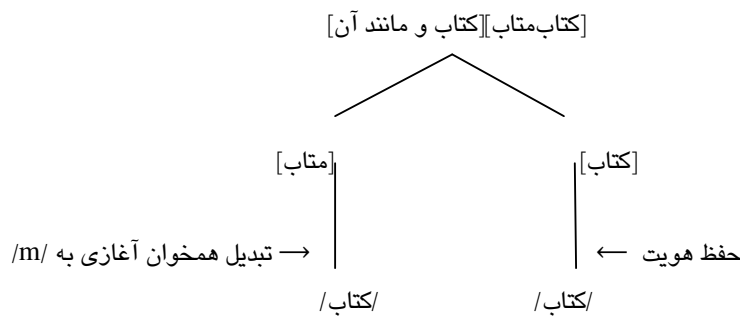 [کتاب‌متاب][کتاب و مانند آن]
[کتاب] [متاب]
حفظ هویت ← → تبدیل همخوان آغازی به /m/
/کتاب/ /کتاب/